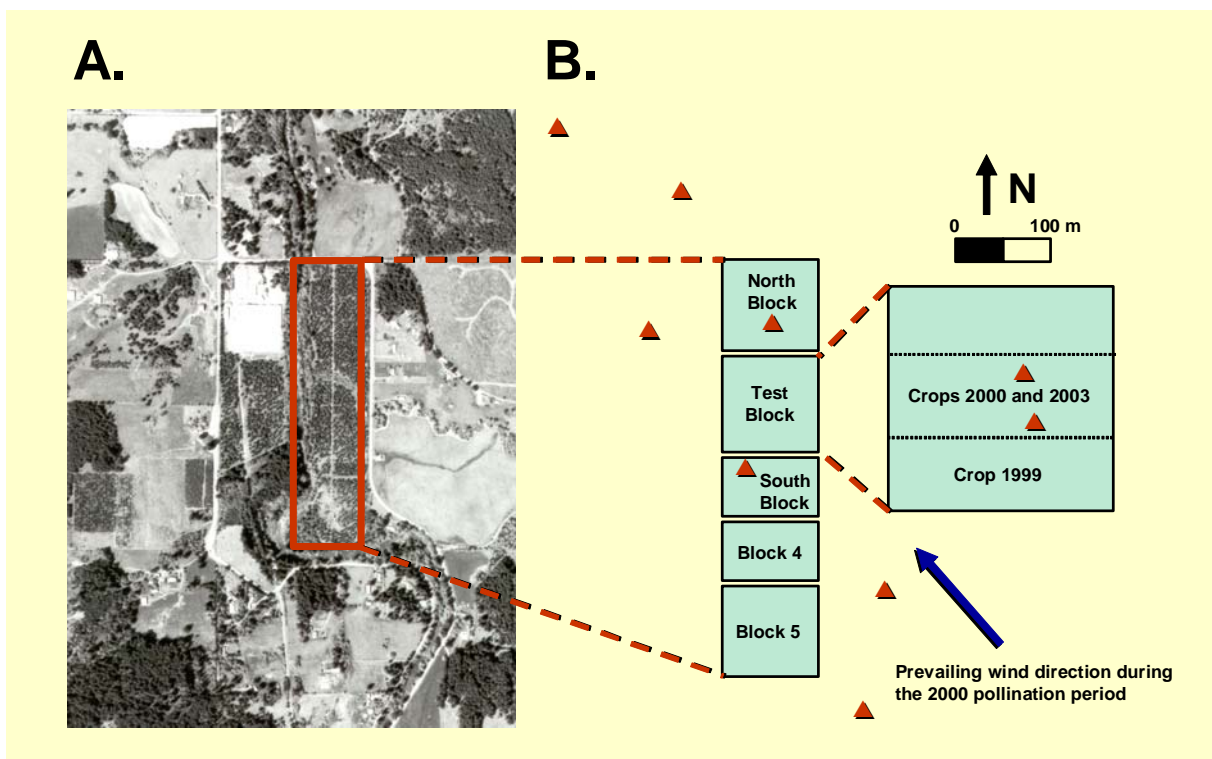 A.
B.
N
0 100 m
North
Block
Test
Block
South
Block
Block 4
Block 5
Crops 2000 and 2003
Crop 1999
Prevailing wind direction during
the 2000 pollination period